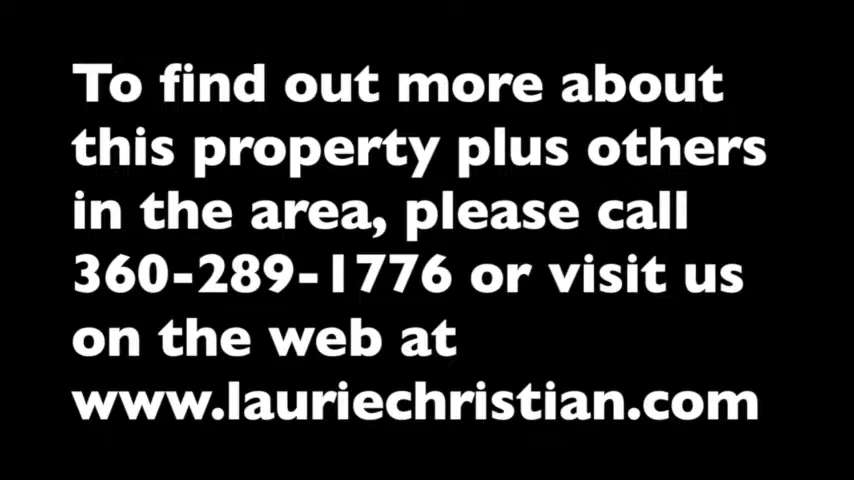 To find out more about
this property plus others
in the area, please call
360-289-1776 or visit us
on the web at
www.lauriechristian.com